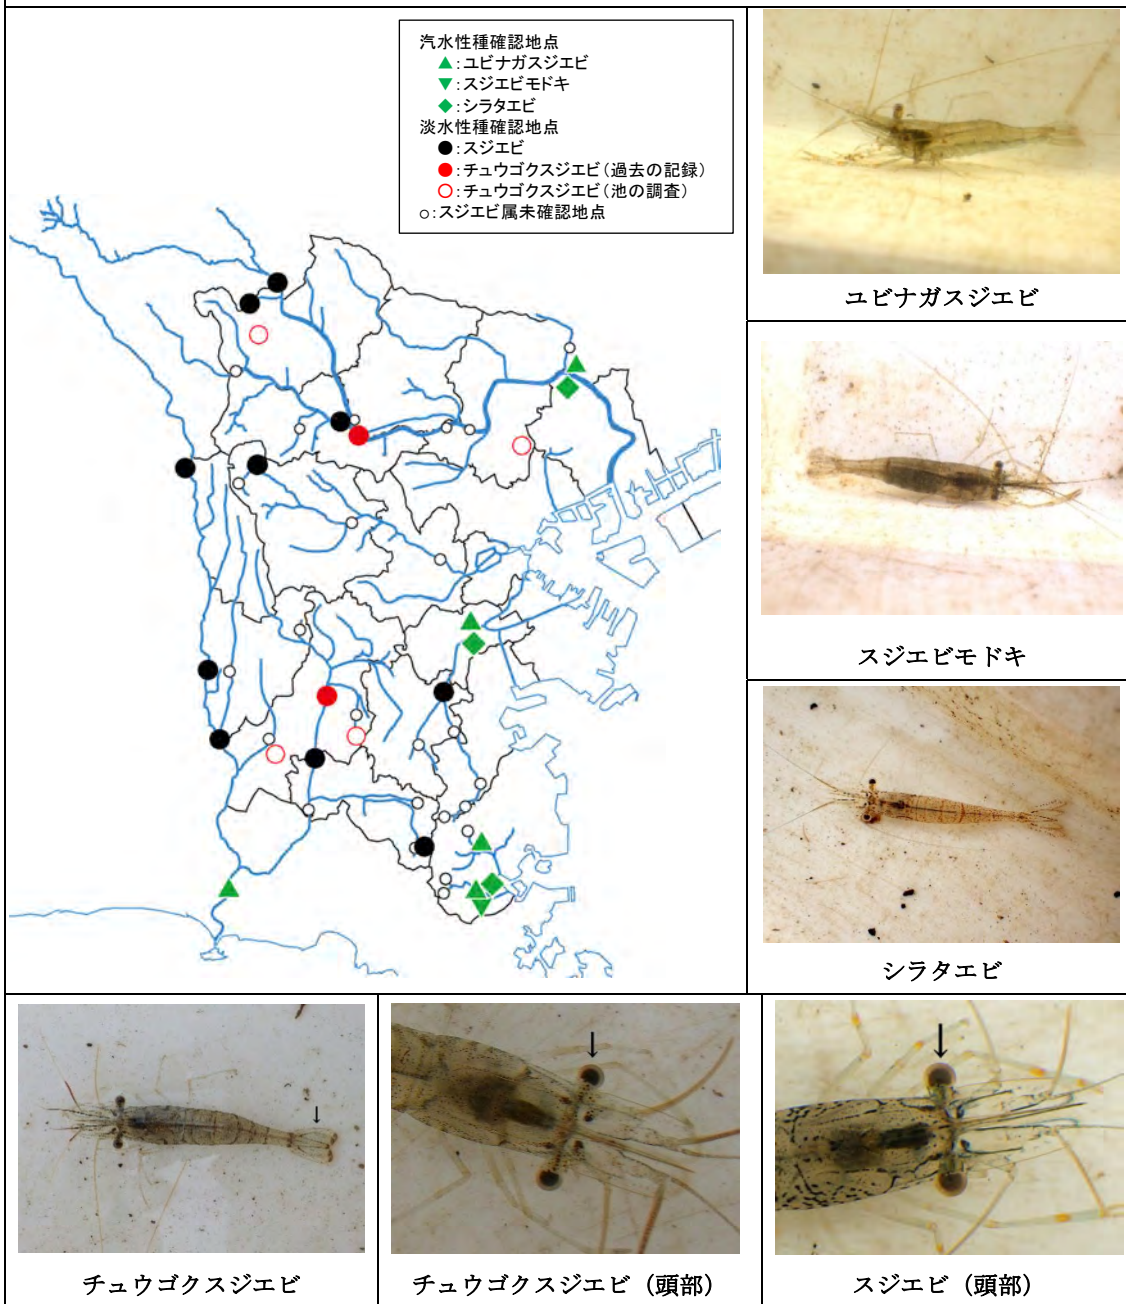 汽水性種確認地点
▲:ユビナガスジエビ
▼:スジエビモドキ
◆:シラタエビ
淡水性種確認地点
●:スジエビ
●:チュウゴクスジエビ(過去の記録)
○:チュウゴクスジエビ(池の調査)
○:スジエビ属未確認地点
ユビナガスジエビ
スジエビモドキ
シラタエビ
↓
チュウゴクスジエビ
↓
チュウゴクスジエビ（頭部）
↓
スジエビ（頭部）